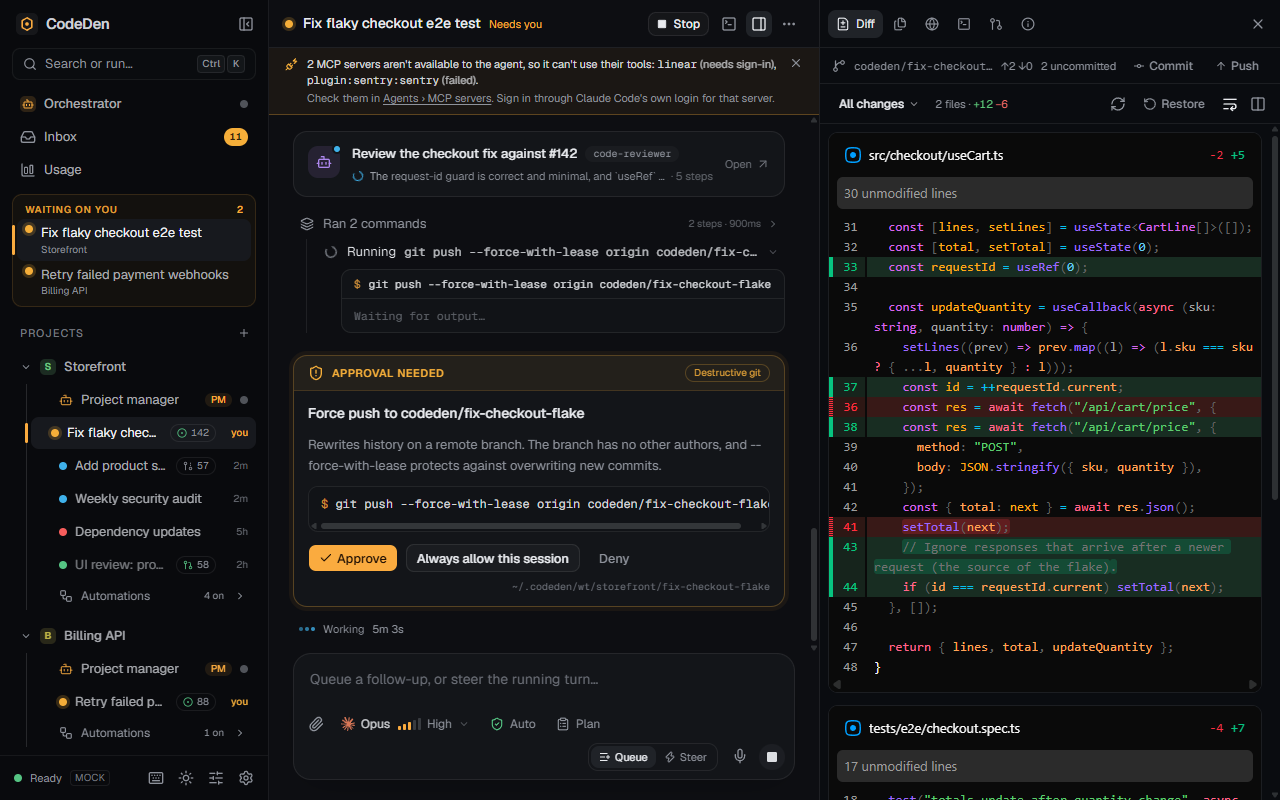 CodeDen
Search or run… Ctrl K
Orchestrator
Inbox 11
Usage
WAITING ON YOU 2
Fix flaky checkout e2e test
Storefront
Retry failed payment webhooks
Billing API
PROJECTS
S Storefront
Project manager PM
Fix flaky chec… 142 you
Add product s… 57 2m
Weekly security audit 2m
Dependency updates 5h
UI review: pro… 58 2h
Automations 4 on
B Billing API
Project manager PM
Retry failed p… 88 you
Automations 1 on
Ready MOCK
Fix flaky checkout e2e test Needs you
Stop
2 MCP servers aren't available to the agent, so it can't use their tools: linear (needs sign-in),
plugin:sentry:sentry (failed).
Check them in Agents › MCP servers. Sign in through Claude Code's own login for that server.
Review the checkout fix against #142 code-reviewer
The request-id guard is correct and minimal, and `useRef` … · 5 steps
Open
Ran 2 commands 2 steps · 900ms
Running git push --force-with-lease origin codeden/fix-c…
$ git push --force-with-lease origin codeden/fix-checkout-flake
Waiting for output…
APPROVAL NEEDED Destructive git
Force push to codeden/fix-checkout-flake
Rewrites history on a remote branch. The branch has no other authors, and --
force-with-lease protects against overwriting new commits.
$ git push --force-with-lease origin codeden/fix-checkout-flake
Approve Always allow this session Deny
~/.codeden/wt/storefront/fix-checkout-flake
Working 5m 3s
Queue a follow-up, or steer the running turn…
Opus High Auto Plan
Queue Steer
Diff
codeden/fix-checkout… ↑2 ↓0 2 uncommitted Commit Push
All changes 2 files · +12 -6 Restore
src/checkout/useCart.ts -2 +5
30 unmodified lines
31 const [lines, setLines] = useState<CartLine[]>([]);
32 const [total, setTotal] = useState(0);
33 const requestId = useRef(0);
34
35 const updateQuantity = useCallback(async (sku:
string, quantity: number) => {
36 setLines((prev) => prev.map((l) => (l.sku === sku
? { ...l, quantity } : l)));
37 const id = ++requestId.current;
36 const res = await fetch("/api/cart/price", {
38 const res = await fetch("/api/cart/price", {
39 method: "POST",
40 body: JSON.stringify({ sku, quantity }),
41 });
42 const { total: next } = await res.json();
41 setTotal(next);
43 // Ignore responses that arrive after a newer
request (the source of the flake).
44 if (id === requestId.current) setTotal(next);
45 }, []);
46
47 return { lines, total, updateQuantity };
48 }
tests/e2e/checkout.spec.ts -4 +7
17 unmodified lines
18 test("totals update after quantity change", async